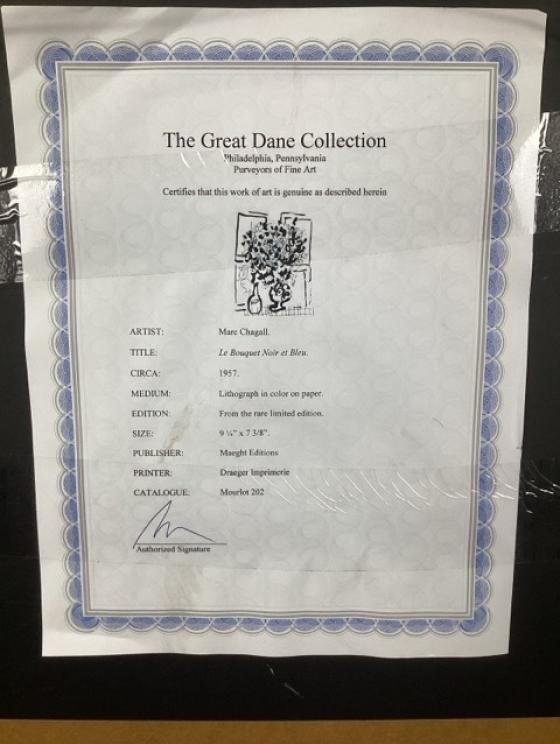 The Great Dane Collection
Philadelphia, Pennsylvania
Purveyors of Fine Art
Certifies that this work of art is genuine as described herein
ARTIST: Marc Chagall.
TITLE: Le Bouquet Noir et Bleu.
CIRCA: 1957.
MEDIUM: Lithograph in color on paper.
EDITION: From the rare limited edition.
SIZE: 9 ¼" x 7 3/8".
PUBLISHER: Maeght Editions
PRINTER: Draeger Imprimerie
CATALOGUE: Mourlot 202
Authorized Signature